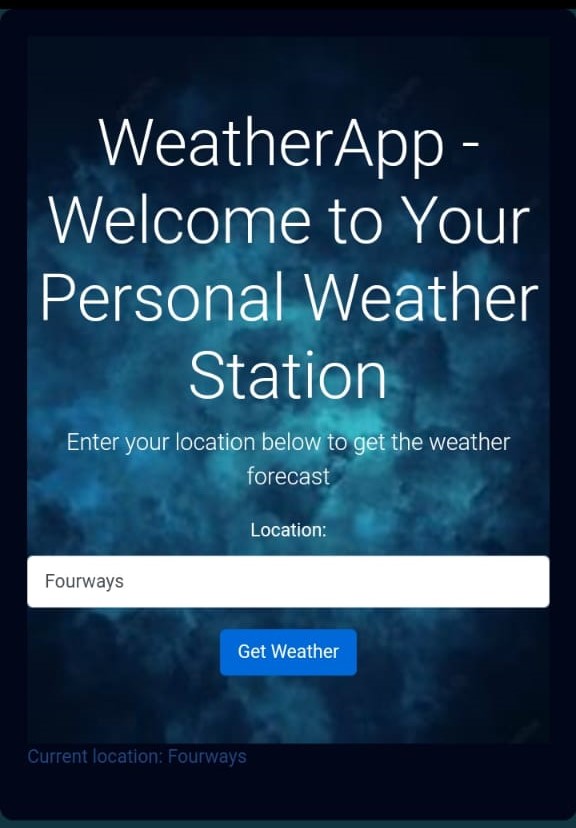 WeatherApp -
Welcome to Your
Personal Weather
Station
Enter your location below to get the weather
forecast
Location:
Fourways
Get Weather
Current location: Fourways